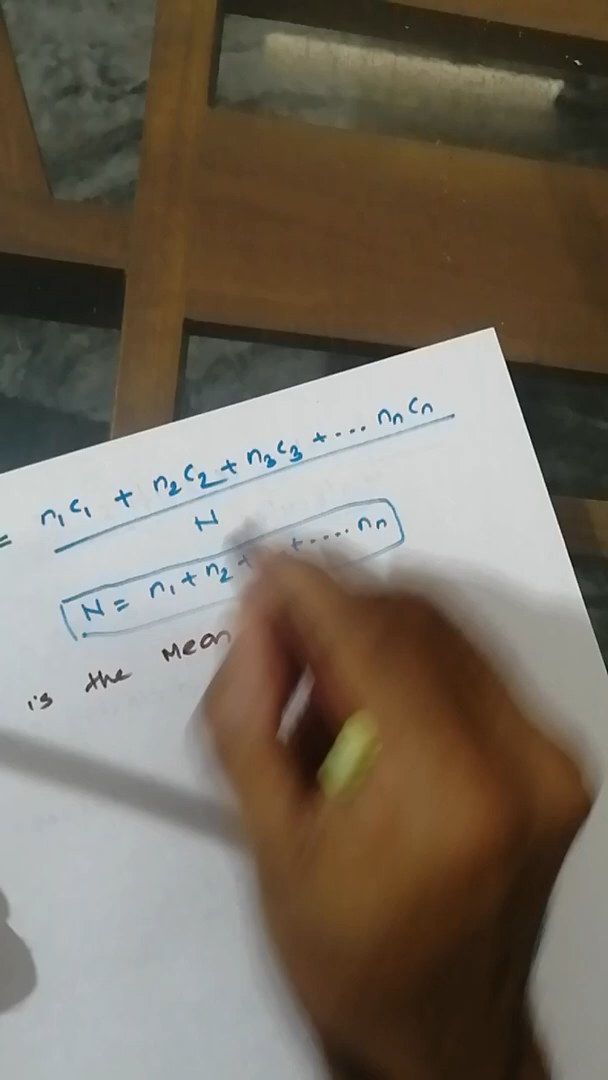 = n₁c₁ + n₂c₂ + n₃c₃ + .... nₙcₙ
N
N = n₁ + n₂ + + .... nₙ
is the Mean